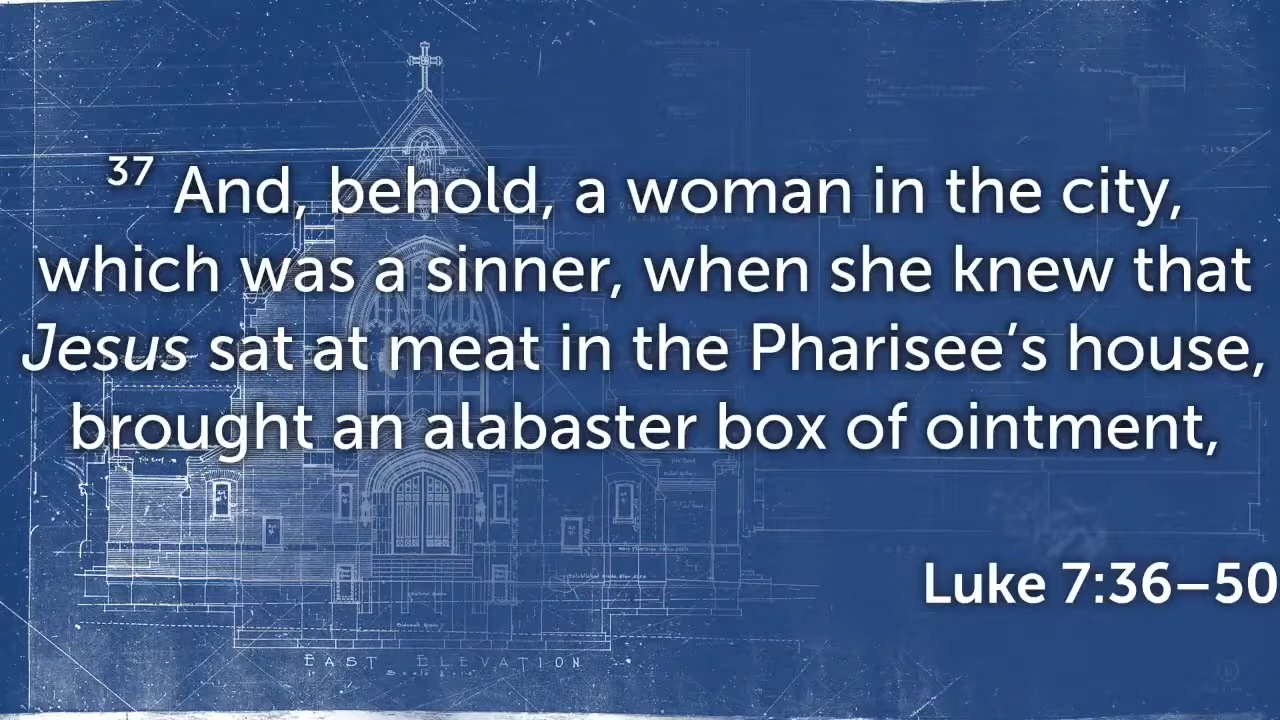 37 And, behold, a woman in the city,
which was a sinner, when she knew that
Jesus sat at meat in the Pharisee’s house,
brought an alabaster box of ointment,
Luke 7:36–50
EAST ELEVATION